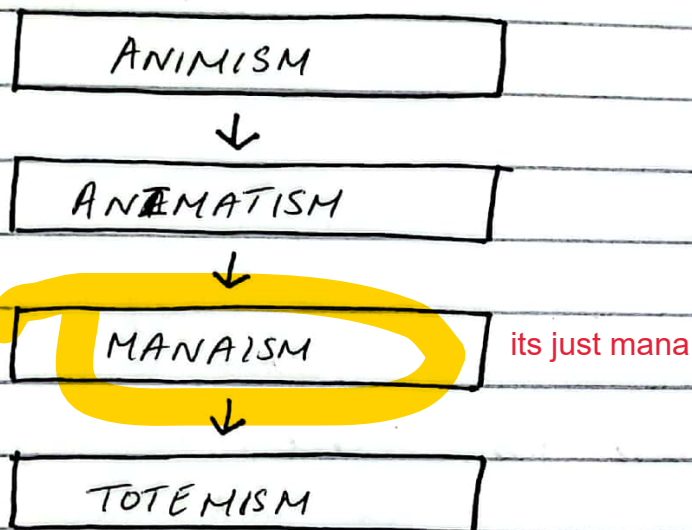 ANIMISM
ANIMATISM
MANAISM
its just mana
TOTEMISM